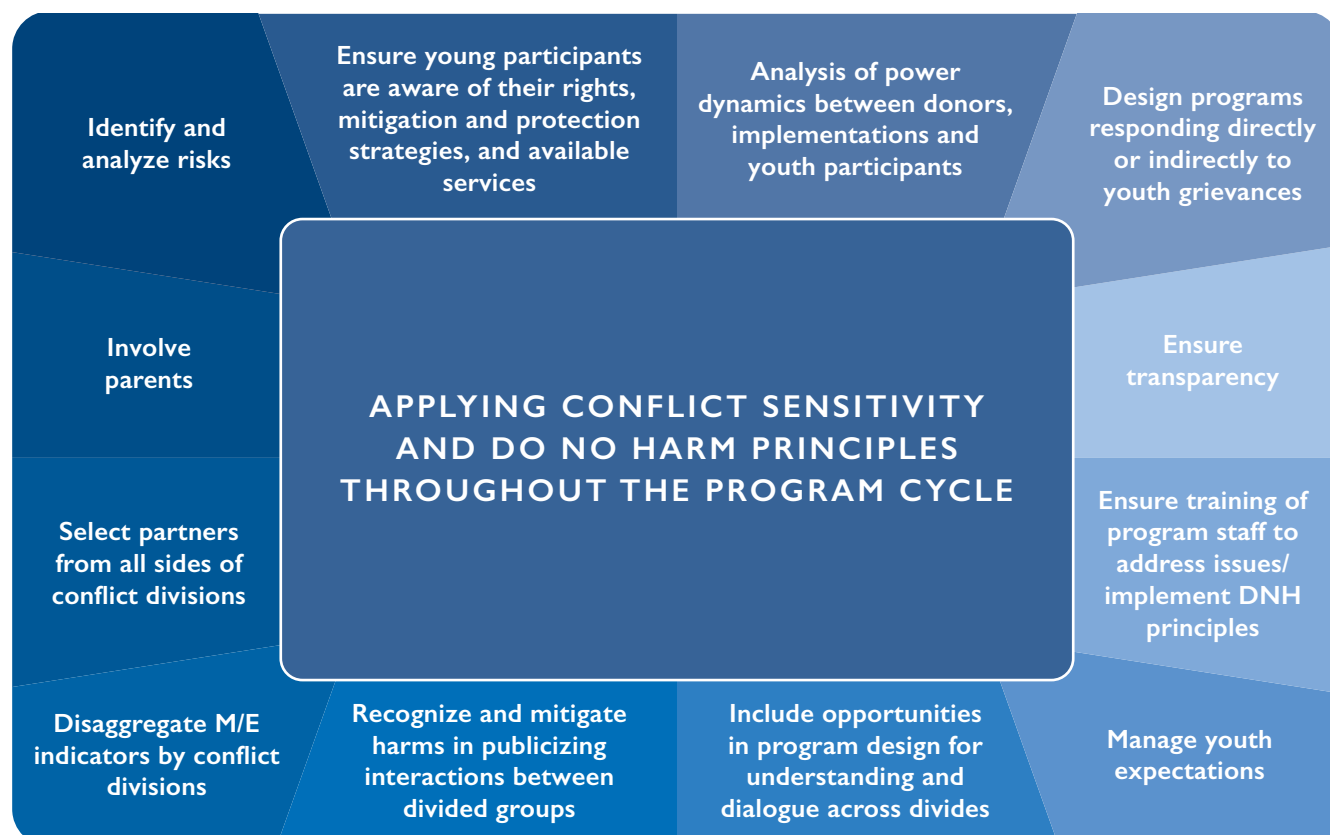 Identify and
analyze risks
Ensure young participants
are aware of their rights,
mitigation and protection
strategies, and available
services
Analysis of power
dynamics between donors,
implementations and
youth participants
Design programs
responding directly
or indirectly to
youth grievances
Involve
parents
APPLYING CONFLICT SENSITIVITY
AND DO NO HARM PRINCIPLES
THROUGHOUT THE PROGRAM CYCLE
Ensure
transparency
Select partners
from all sides of
conflict divisions
Ensure training of
program staff to
address issues/
implement DNH
principles
Disaggregate M/E
indicators by conflict
divisions
Recognize and mitigate
harms in publicizing
interactions between
divided groups
Include opportunities
in program design for
understanding and
dialogue across divides
Manage youth
expectations